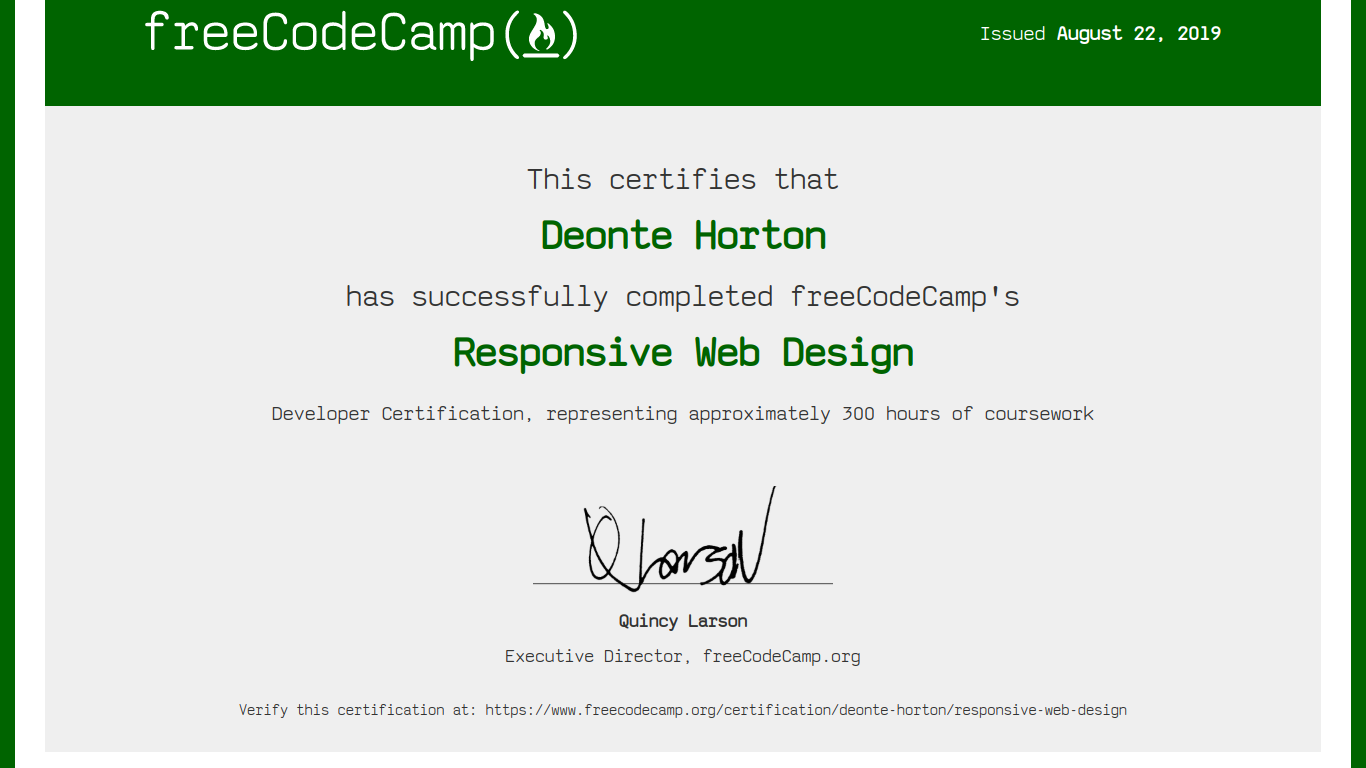 freeCodeCamp(🔥)
Issued August 22, 2019
This certifies that
Deonte Horton
has successfully completed freeCodeCamp's
Responsive Web Design
Developer Certification, representing approximately 300 hours of coursework
Q Larson
Quincy Larson
Executive Director, freeCodeCamp.org
Verify this certification at: https://www.freecodecamp.org/certification/deonte-horton/responsive-web-design